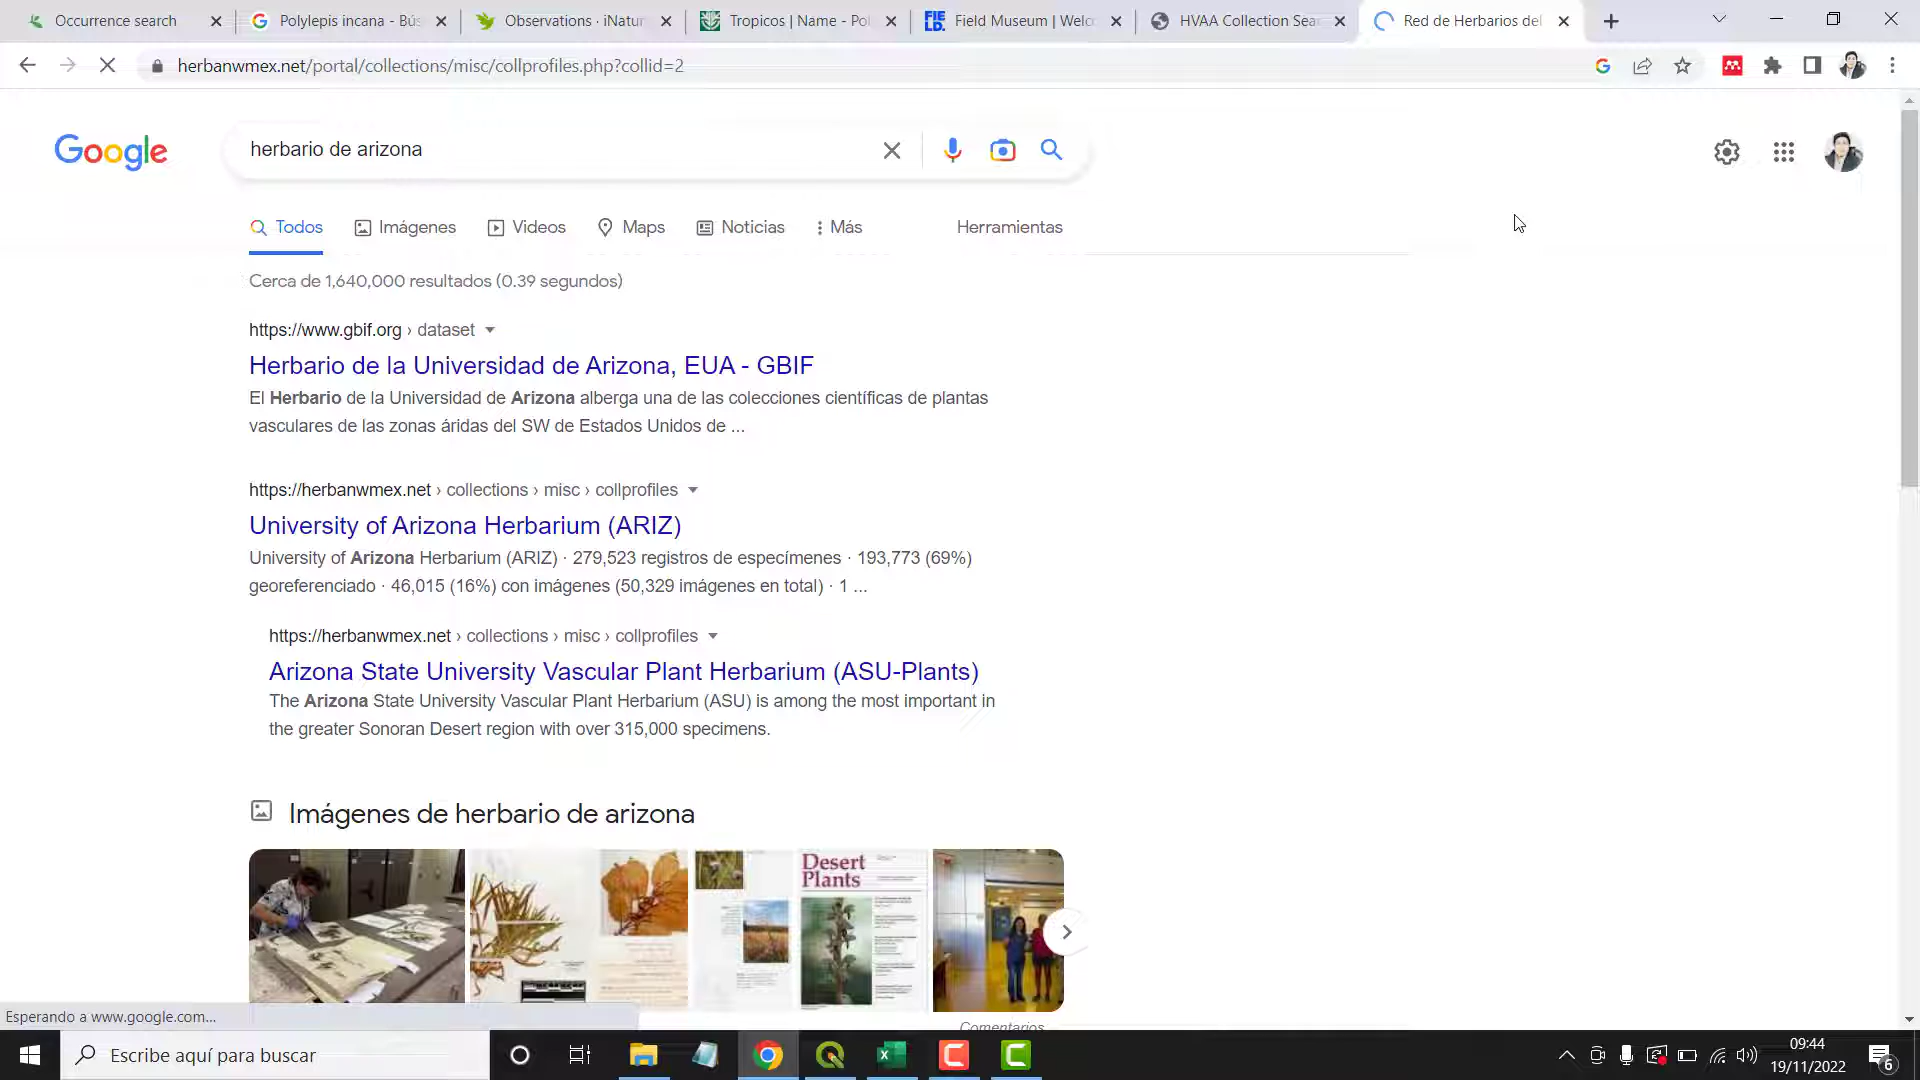 Occurrence search
Polylepis incana - Bús
Observations · iNatur
Tropicos | Name - Pol
Field Museum | Welco
HVAA Collection Sea
Red de Herbarios del
herbanwmex.net/portal/collections/misc/collprofiles.php?collid=2
Google
herbario de arizona
Todos
Imágenes
Videos
Maps
Noticias
Más
Herramientas
Cerca de 1,640,000 resultados (0.39 segundos)
https://www.gbif.org › dataset
Herbario de la Universidad de Arizona, EUA - GBIF
El Herbario de la Universidad de Arizona alberga una de las colecciones científicas de plantas
vasculares de las zonas áridas del SW de Estados Unidos de ...
https://herbanwmex.net › collections › misc › collprofiles
University of Arizona Herbarium (ARIZ)
University of Arizona Herbarium (ARIZ) · 279,523 registros de especímenes · 193,773 (69%)
georeferenciado · 46,015 (16%) con imágenes (50,329 imágenes en total) · 1 ...
https://herbanwmex.net › collections › misc › collprofiles
Arizona State University Vascular Plant Herbarium (ASU-Plants)
The Arizona State University Vascular Plant Herbarium (ASU) is among the most important in
the greater Sonoran Desert region with over 315,000 specimens.
Imágenes de herbario de arizona
Desert
Plants
Comentarios
Esperando a www.google.com...
Escribe aquí para buscar
09:44
19/11/2022
6